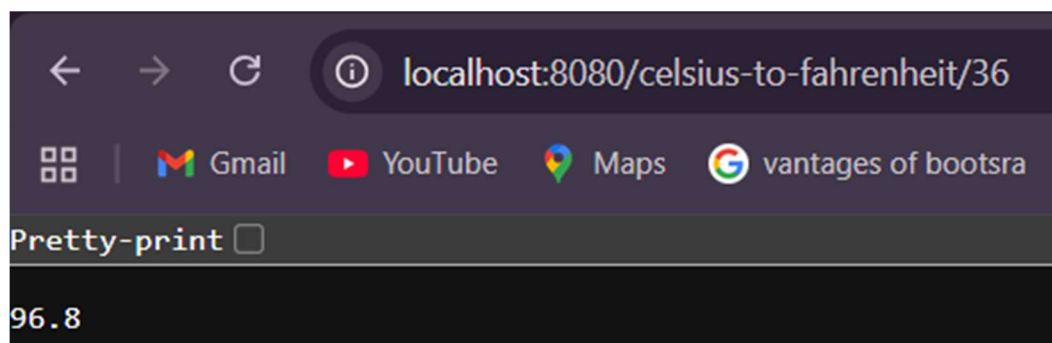 localhost:8080/celsius-to-fahrenheit/36
Gmail YouTube Maps vantages of bootsra
Pretty-print
96.8